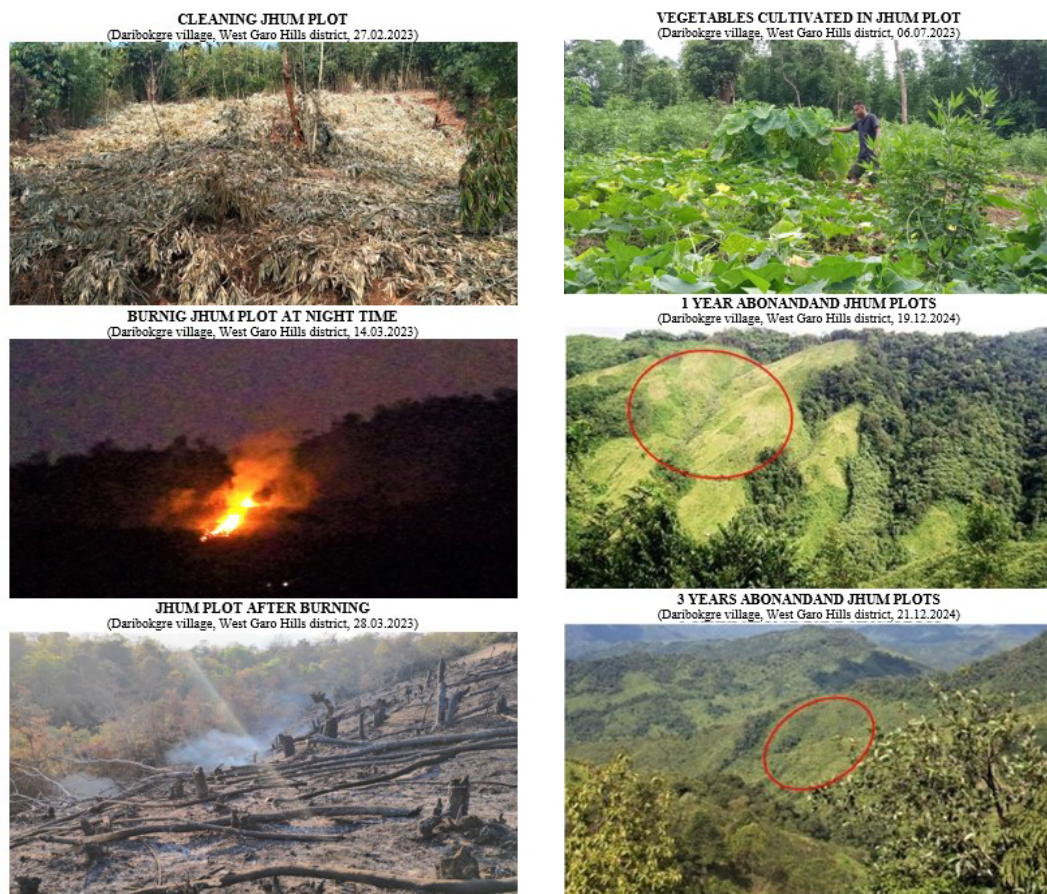 CLEANING JHUM PLOT
(Daribokgre village, West Garo Hills district, 27.02.2023)
BURNIG JHUM PLOT AT NIGHT TIME
(Daribokgre village, West Garo Hills district, 14.03.2023)
JHUM PLOT AFTER BURNING
(Daribokgre village, West Garo Hills district, 28.03.2023)
VEGETABLES CULTIVATED IN JHUM PLOT
(Daribokgre village, West Garo Hills district, 06.07.2023)
1 YEAR ABONANDAND JHUM PLOTS
(Daribokgre village, West Garo Hills district, 19.12.2024)
3 YEARS ABONANDAND JHUM PLOTS
(Daribokgre village, West Garo Hills district, 21.12.2024)